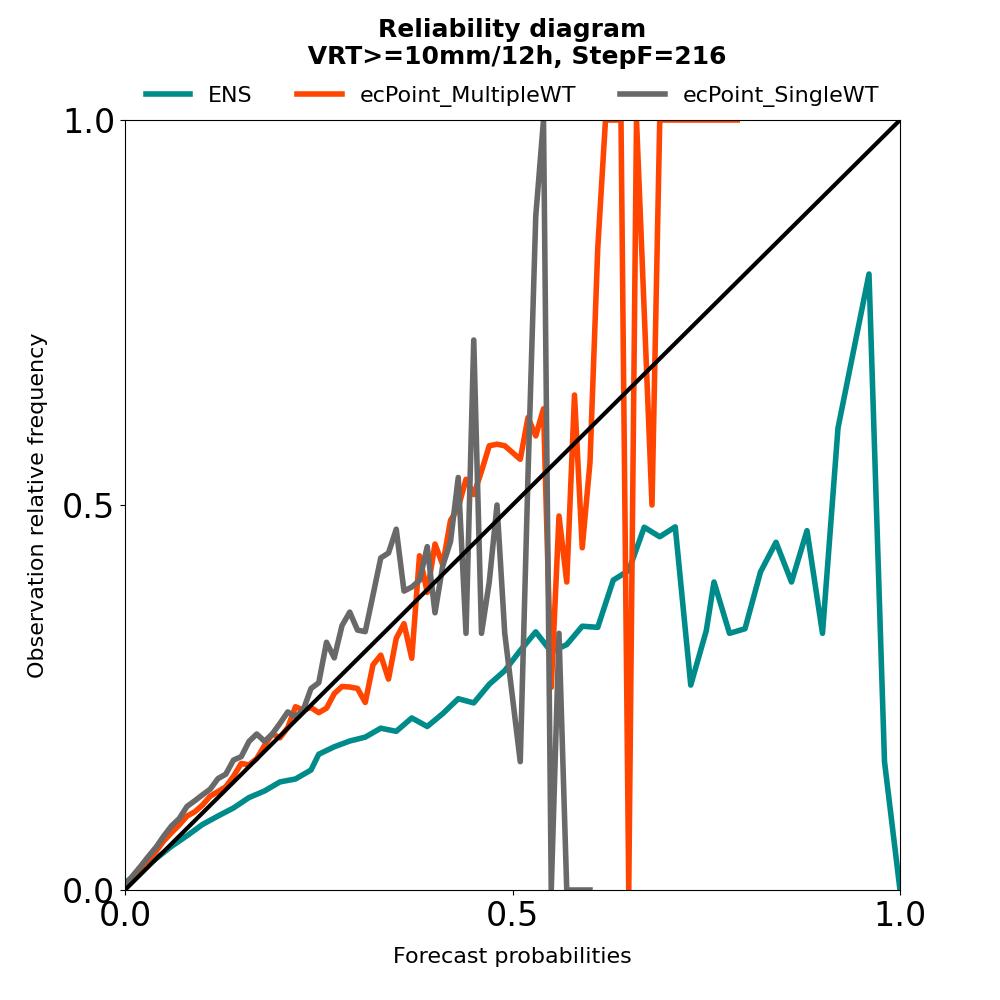 Reliability diagram
VRT>=10mm/12h, StepF=216
ENS ecPoint_MultipleWT ecPoint_SingleWT
1.0
0.5
0.0
Observation relative frequency
0.0 0.5 1.0
Forecast probabilities